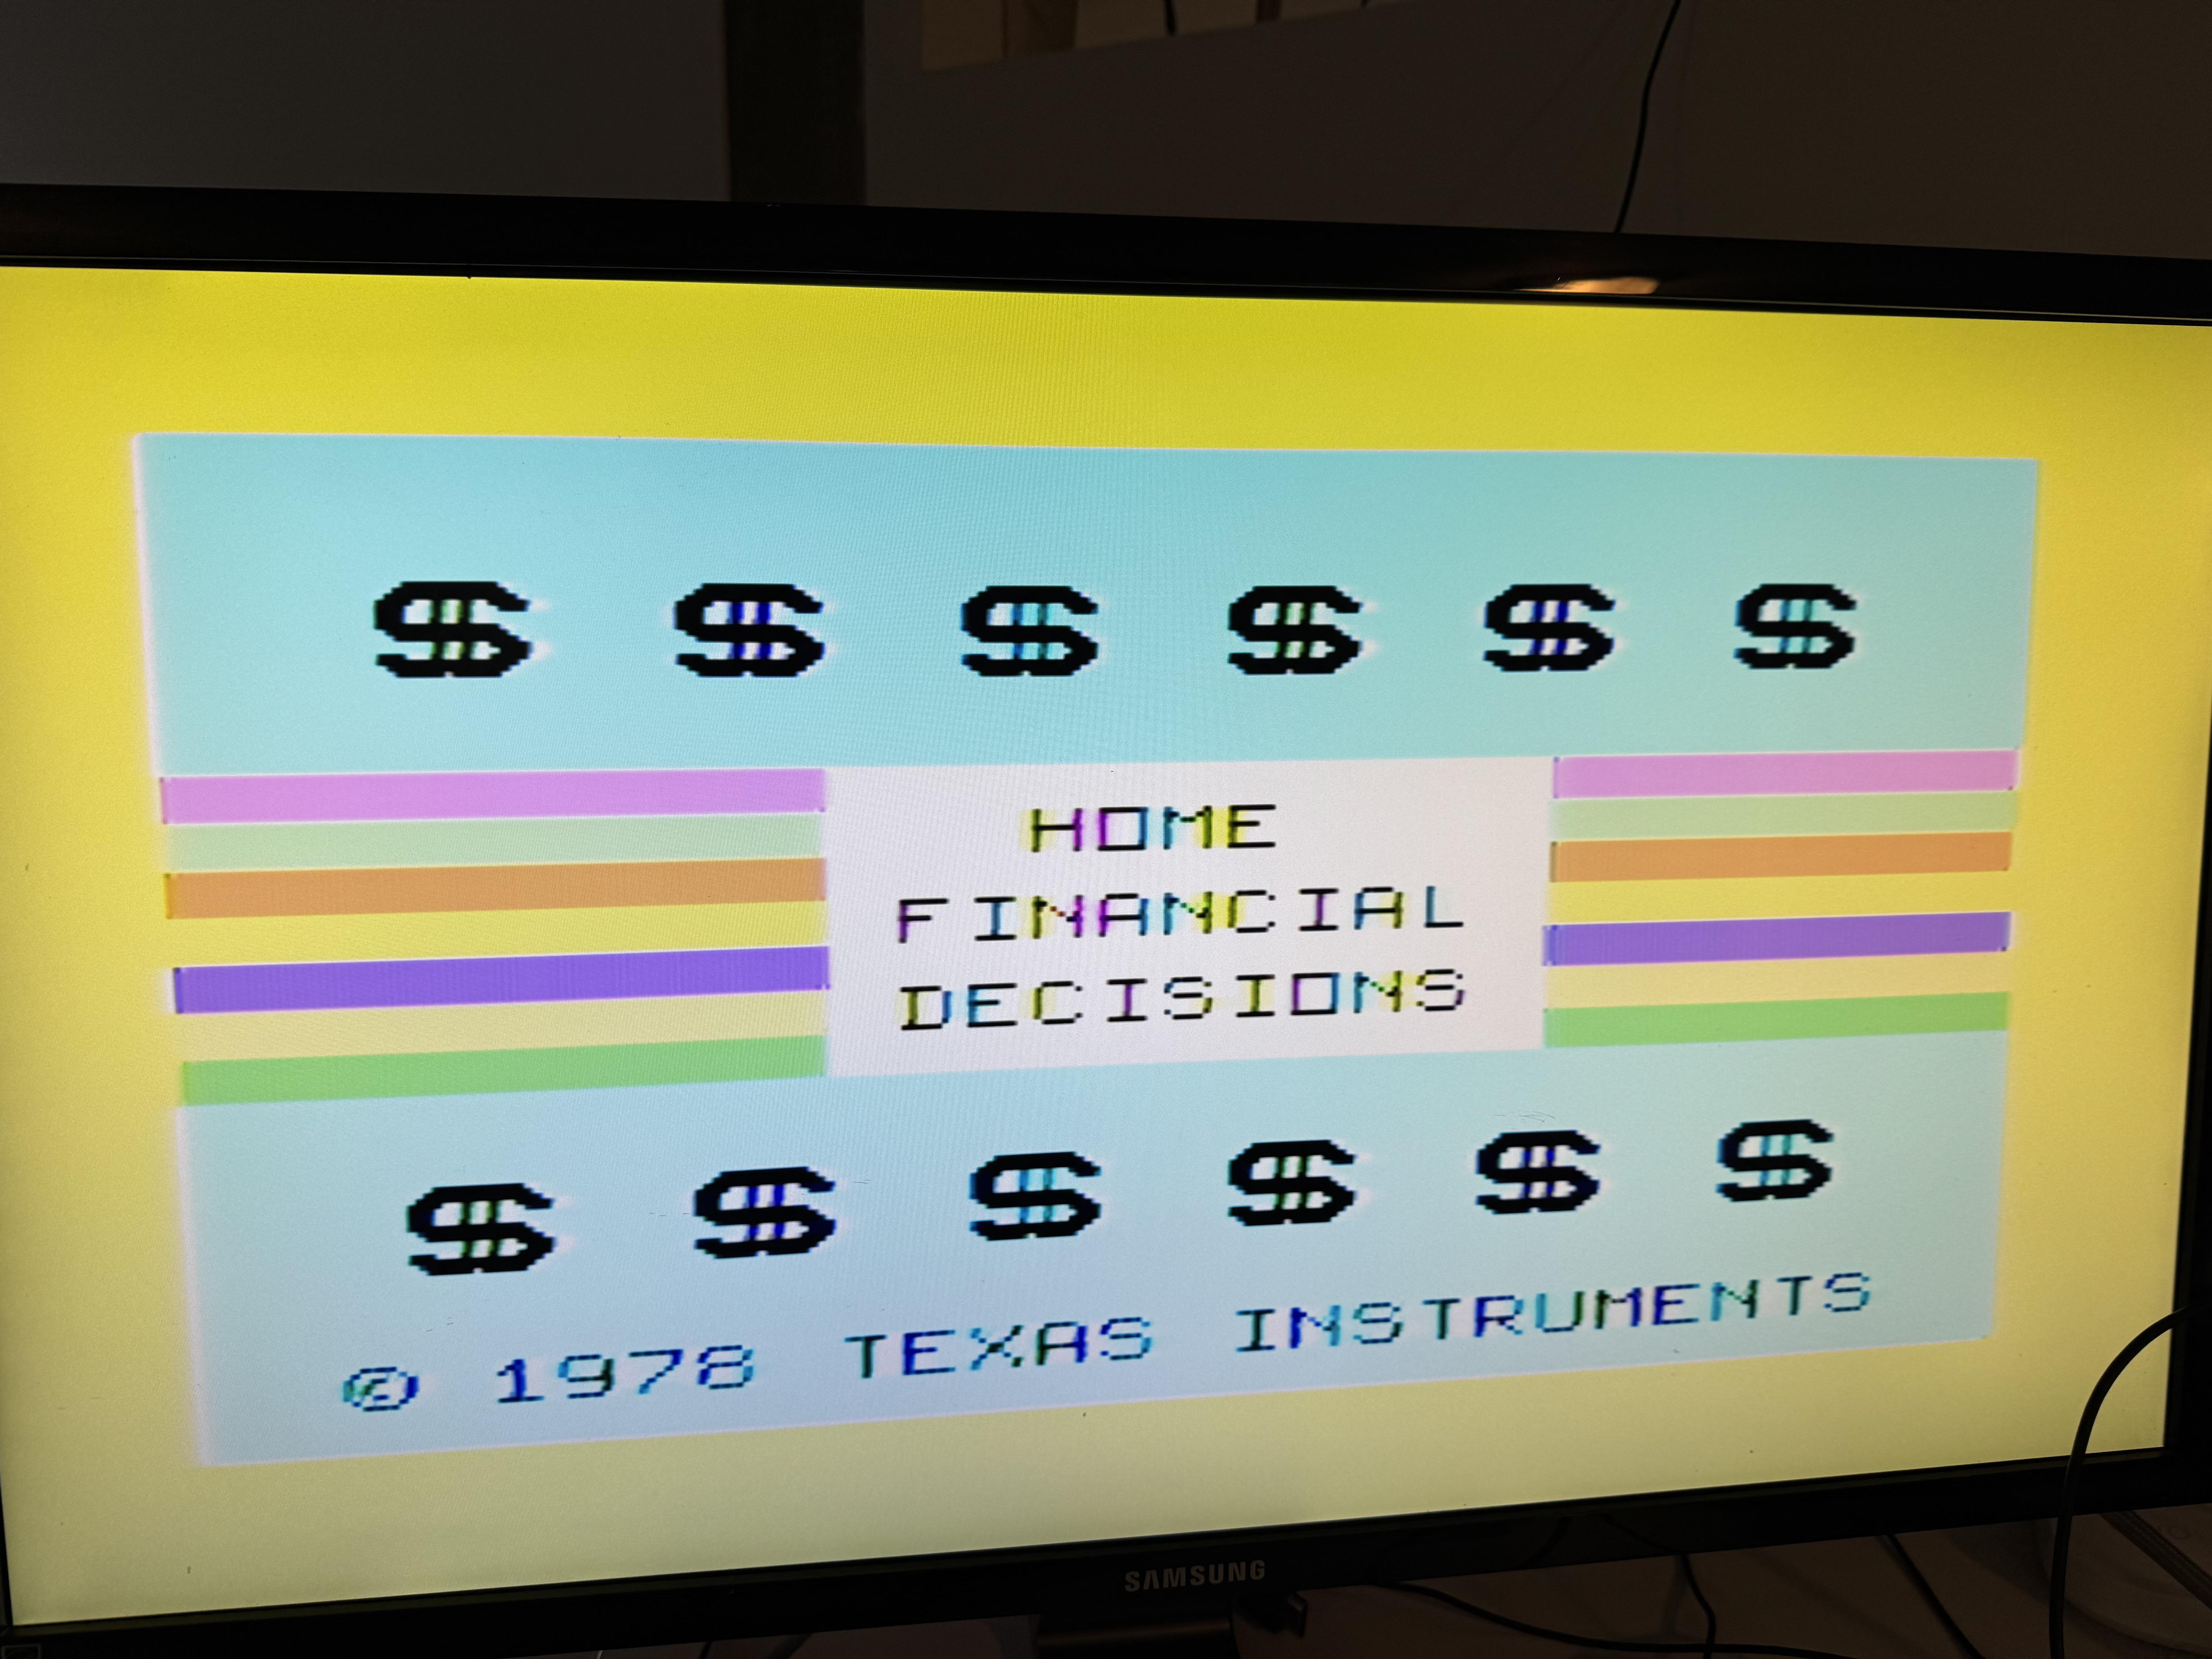 $ $ $ $ $ $
HOME
FINANCIAL
DECISIONS
$ $ $ $ $ $
© 1978 TEXAS INSTRUMENTS
SAMSUNG